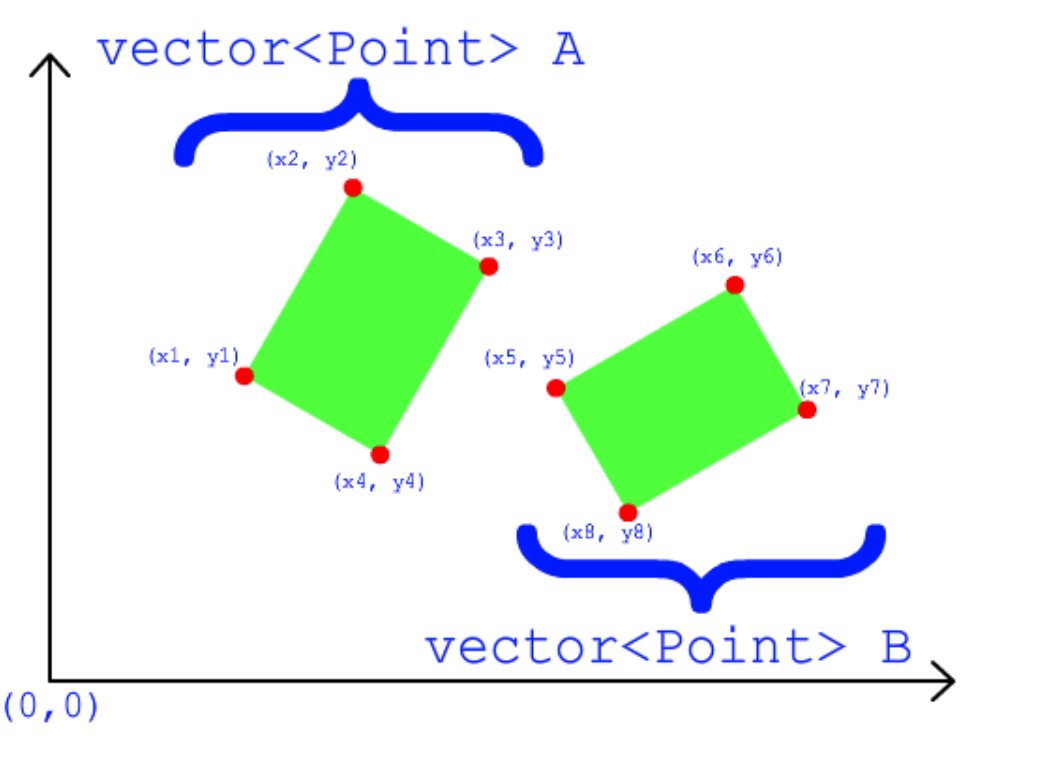 vector<Point> A
(x2, y2)
(x3, y3)
(x6, y6)
(x1, y1)
(x5, y5)
(x7, y7)
(x4, y4)
(x8, y8)
vector<Point> B
(0,0)